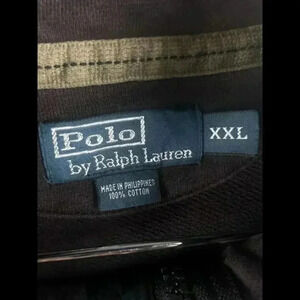 Polo
by Ralph Lauren
XXL
MADE IN PHILIPPINES
100% COTTON